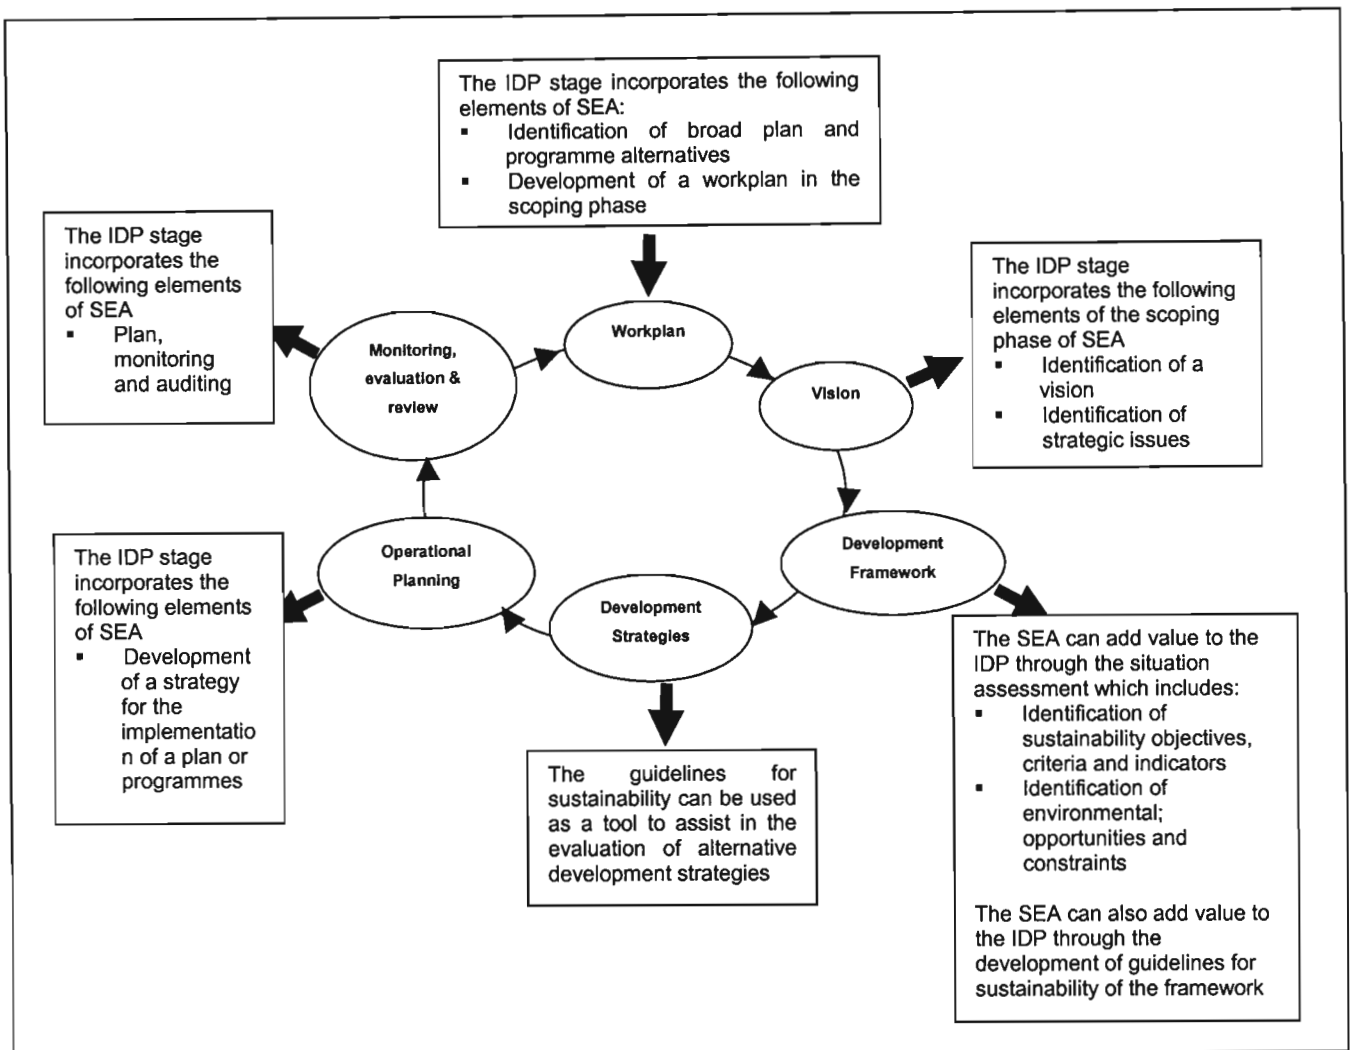 The IDP stage incorporates the following
elements of SEA:
▪ Identification of broad plan and
programme alternatives
▪ Development of a workplan in the
scoping phase
The IDP stage
incorporates the
following elements
of SEA
▪ Plan,
monitoring
and auditing
The IDP stage
incorporates the following
elements of the scoping
phase of SEA
▪ Identification of a
vision
▪ Identification of
strategic issues
Workplan
Monitoring,
evaluation &
review
Vision
Operational
Planning
Development
Framework
Development
Strategies
The IDP stage
incorporates the
following elements
of SEA
▪ Development
of a strategy
for the
implementatio
n of a plan or
programmes
The guidelines for
sustainability can be used
as a tool to assist in the
evaluation of alternative
development strategies
The SEA can add value to the
IDP through the situation
assessment which includes:
▪ Identification of
sustainability objectives,
criteria and indicators
▪ Identification of
environmental;
opportunities and
constraints
The SEA can also add value to
the IDP through the
development of guidelines for
sustainability of the framework